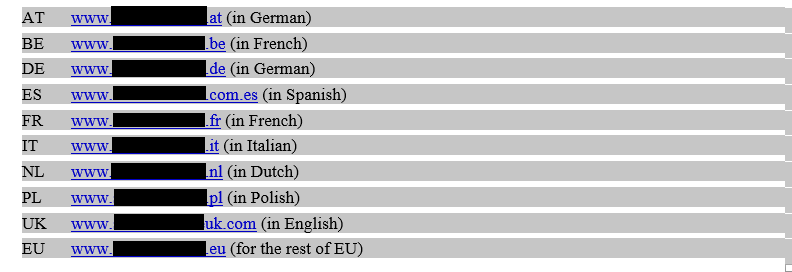 AT www. .at (in German)
BE www. .be (in French)
DE www. .de (in German)
ES www. .com.es (in Spanish)
FR www. .fr (in French)
IT www. .it (in Italian)
NL www. .nl (in Dutch)
PL www. .pl (in Polish)
UK www. uk.com (in English)
EU www. .eu (for the rest of EU)